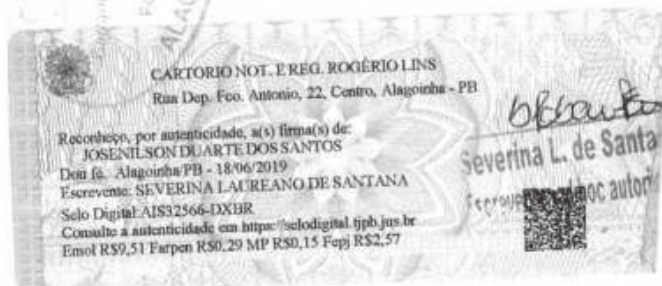 CARTORIO NOT. E REG. ROGÉRIO LINS
Rua Dep. Fco. Antonio, 22, Centro, Alagoinha - PB
Reconheço, por autenticidade, a(s) firma(s) de:
JOSENILSON DUARTE DOS SANTOS
Dou fé. Alagoinha/PB - 18/06/2019
Escrevente: SEVERINA LAUREANO DE SANTANA
Selo Digital:AIS32566-DXBR
Consulte a autenticidade em https://selodigital.tjpb.jus.br
Emol R$9,51 Farpen R$0,29 MP R$0,15 Fepj R$2,57
Severina L. de Santa
hoc autor
ALAG